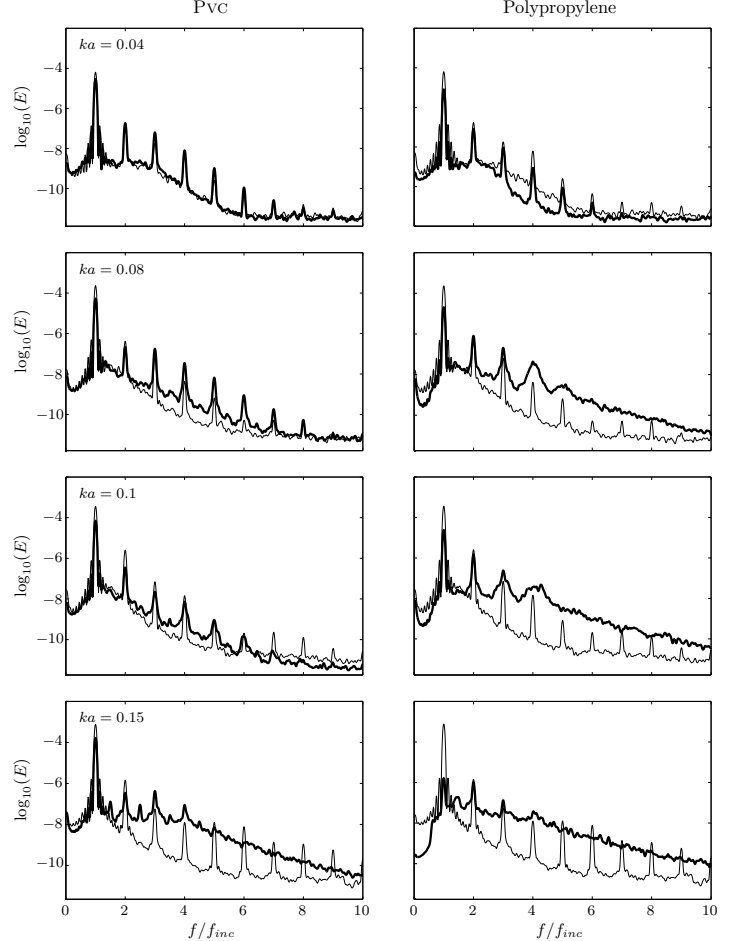 PVC Polypropylene
ka = 0.04
−4
−6
−8
−10
log10(E)
ka = 0.08
−4
−6
−8
−10
log10(E)
ka = 0.1
−4
−6
−8
−10
log10(E)
ka = 0.15
−4
−6
−8
−10
log10(E)
0 2 4 6 8 10 0 2 4 6 8 10
f/finc f/finc